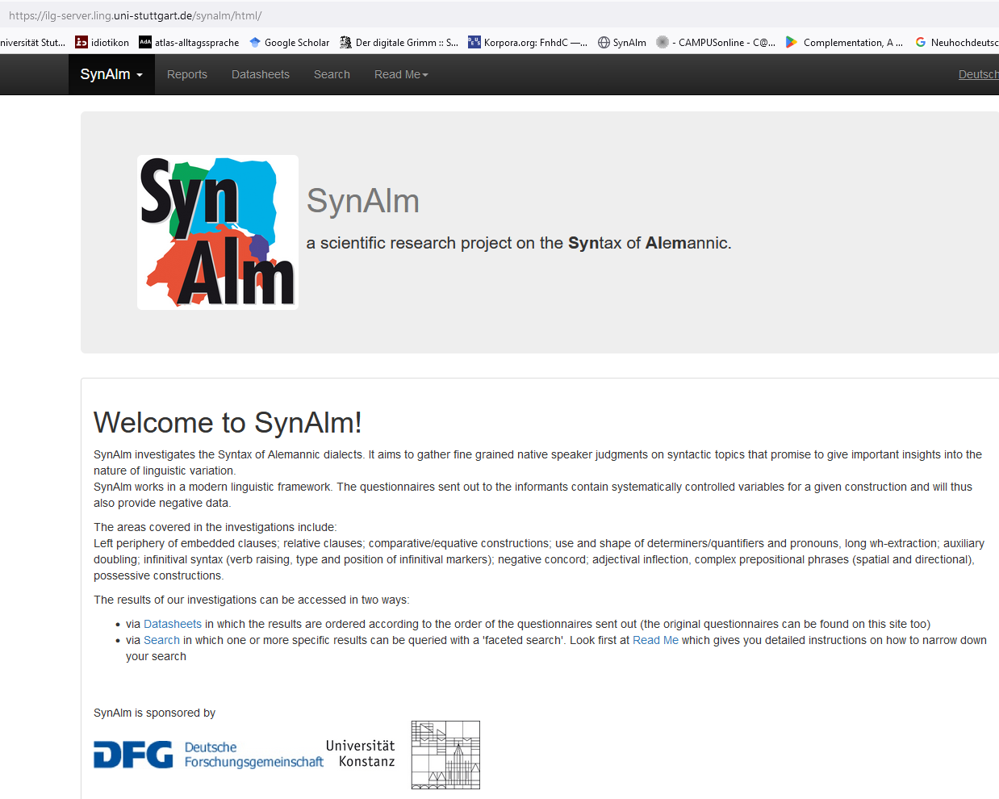 https://ilg-server.ling.uni-stuttgart.de/synalm/html/
niversität Stut... idiotikon AdA atlas-alltagssprache Google Scholar Der digitale Grimm :: S... Korpora.org: FnhdC —... SynAlm - CAMPUSonline - C@... Complementation, A ... Neuhochdeutsc
SynAlm Reports Datasheets Search Read Me Deutsch
Syn
Alm
SynAlm
a scientific research project on the Syntax of Alemannic.
Welcome to SynAlm!
SynAlm investigates the Syntax of Alemannic dialects. It aims to gather fine grained native speaker judgments on syntactic topics that promise to give important insights into the
nature of linguistic variation.
SynAlm works in a modern linguistic framework. The questionnaires sent out to the informants contain systematically controlled variables for a given construction and will thus
also provide negative data.
The areas covered in the investigations include:
Left periphery of embedded clauses; relative clauses; comparative/equative constructions; use and shape of determiners/quantifiers and pronouns, long wh-extraction; auxiliary
doubling; infinitival syntax (verb raising, type and position of infinitival markers); negative concord; adjectival inflection, complex prepositional phrases (spatial and directional),
possessive constructions.
The results of our investigations can be accessed in two ways:
• via Datasheets in which the results are ordered according to the order of the questionnaires sent out (the original questionnaires can be found on this site too)
• via Search in which one or more specific results can be queried with a 'faceted search'. Look first at Read Me which gives you detailed instructions on how to narrow down
your search
SynAlm is sponsored by
DFG Deutsche
Forschungsgemeinschaft
Universität
Konstanz